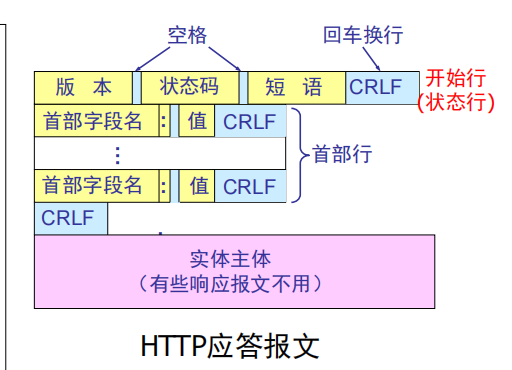 空格 回车换行
版 本 状态码 短 语 CRLF 开始行
(状态行)
首部字段名 : 值 CRLF
⋮
首部行
首部字段名 : 值 CRLF
CRLF
实体主体
（有些响应报文不用）
HTTP应答报文